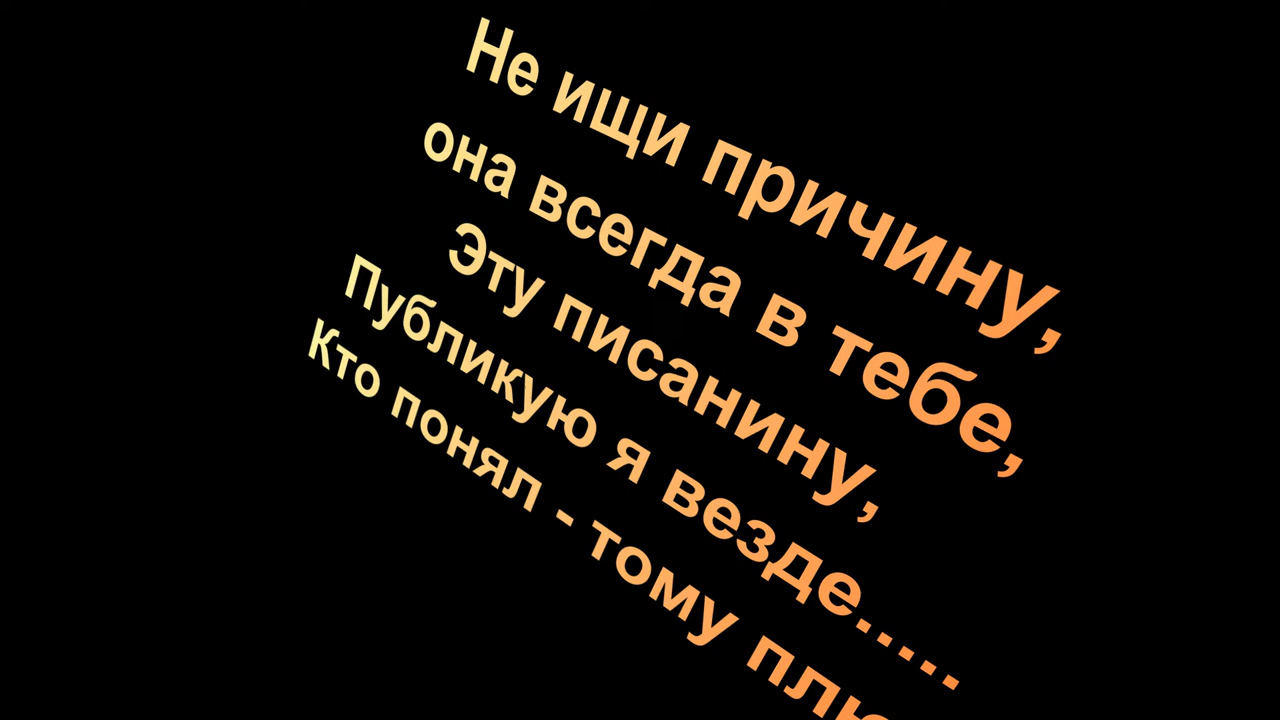 Не ищи причину,
она всегда в тебе,
Эту писанину,
Публикую я везде.....
Кто понял - тому